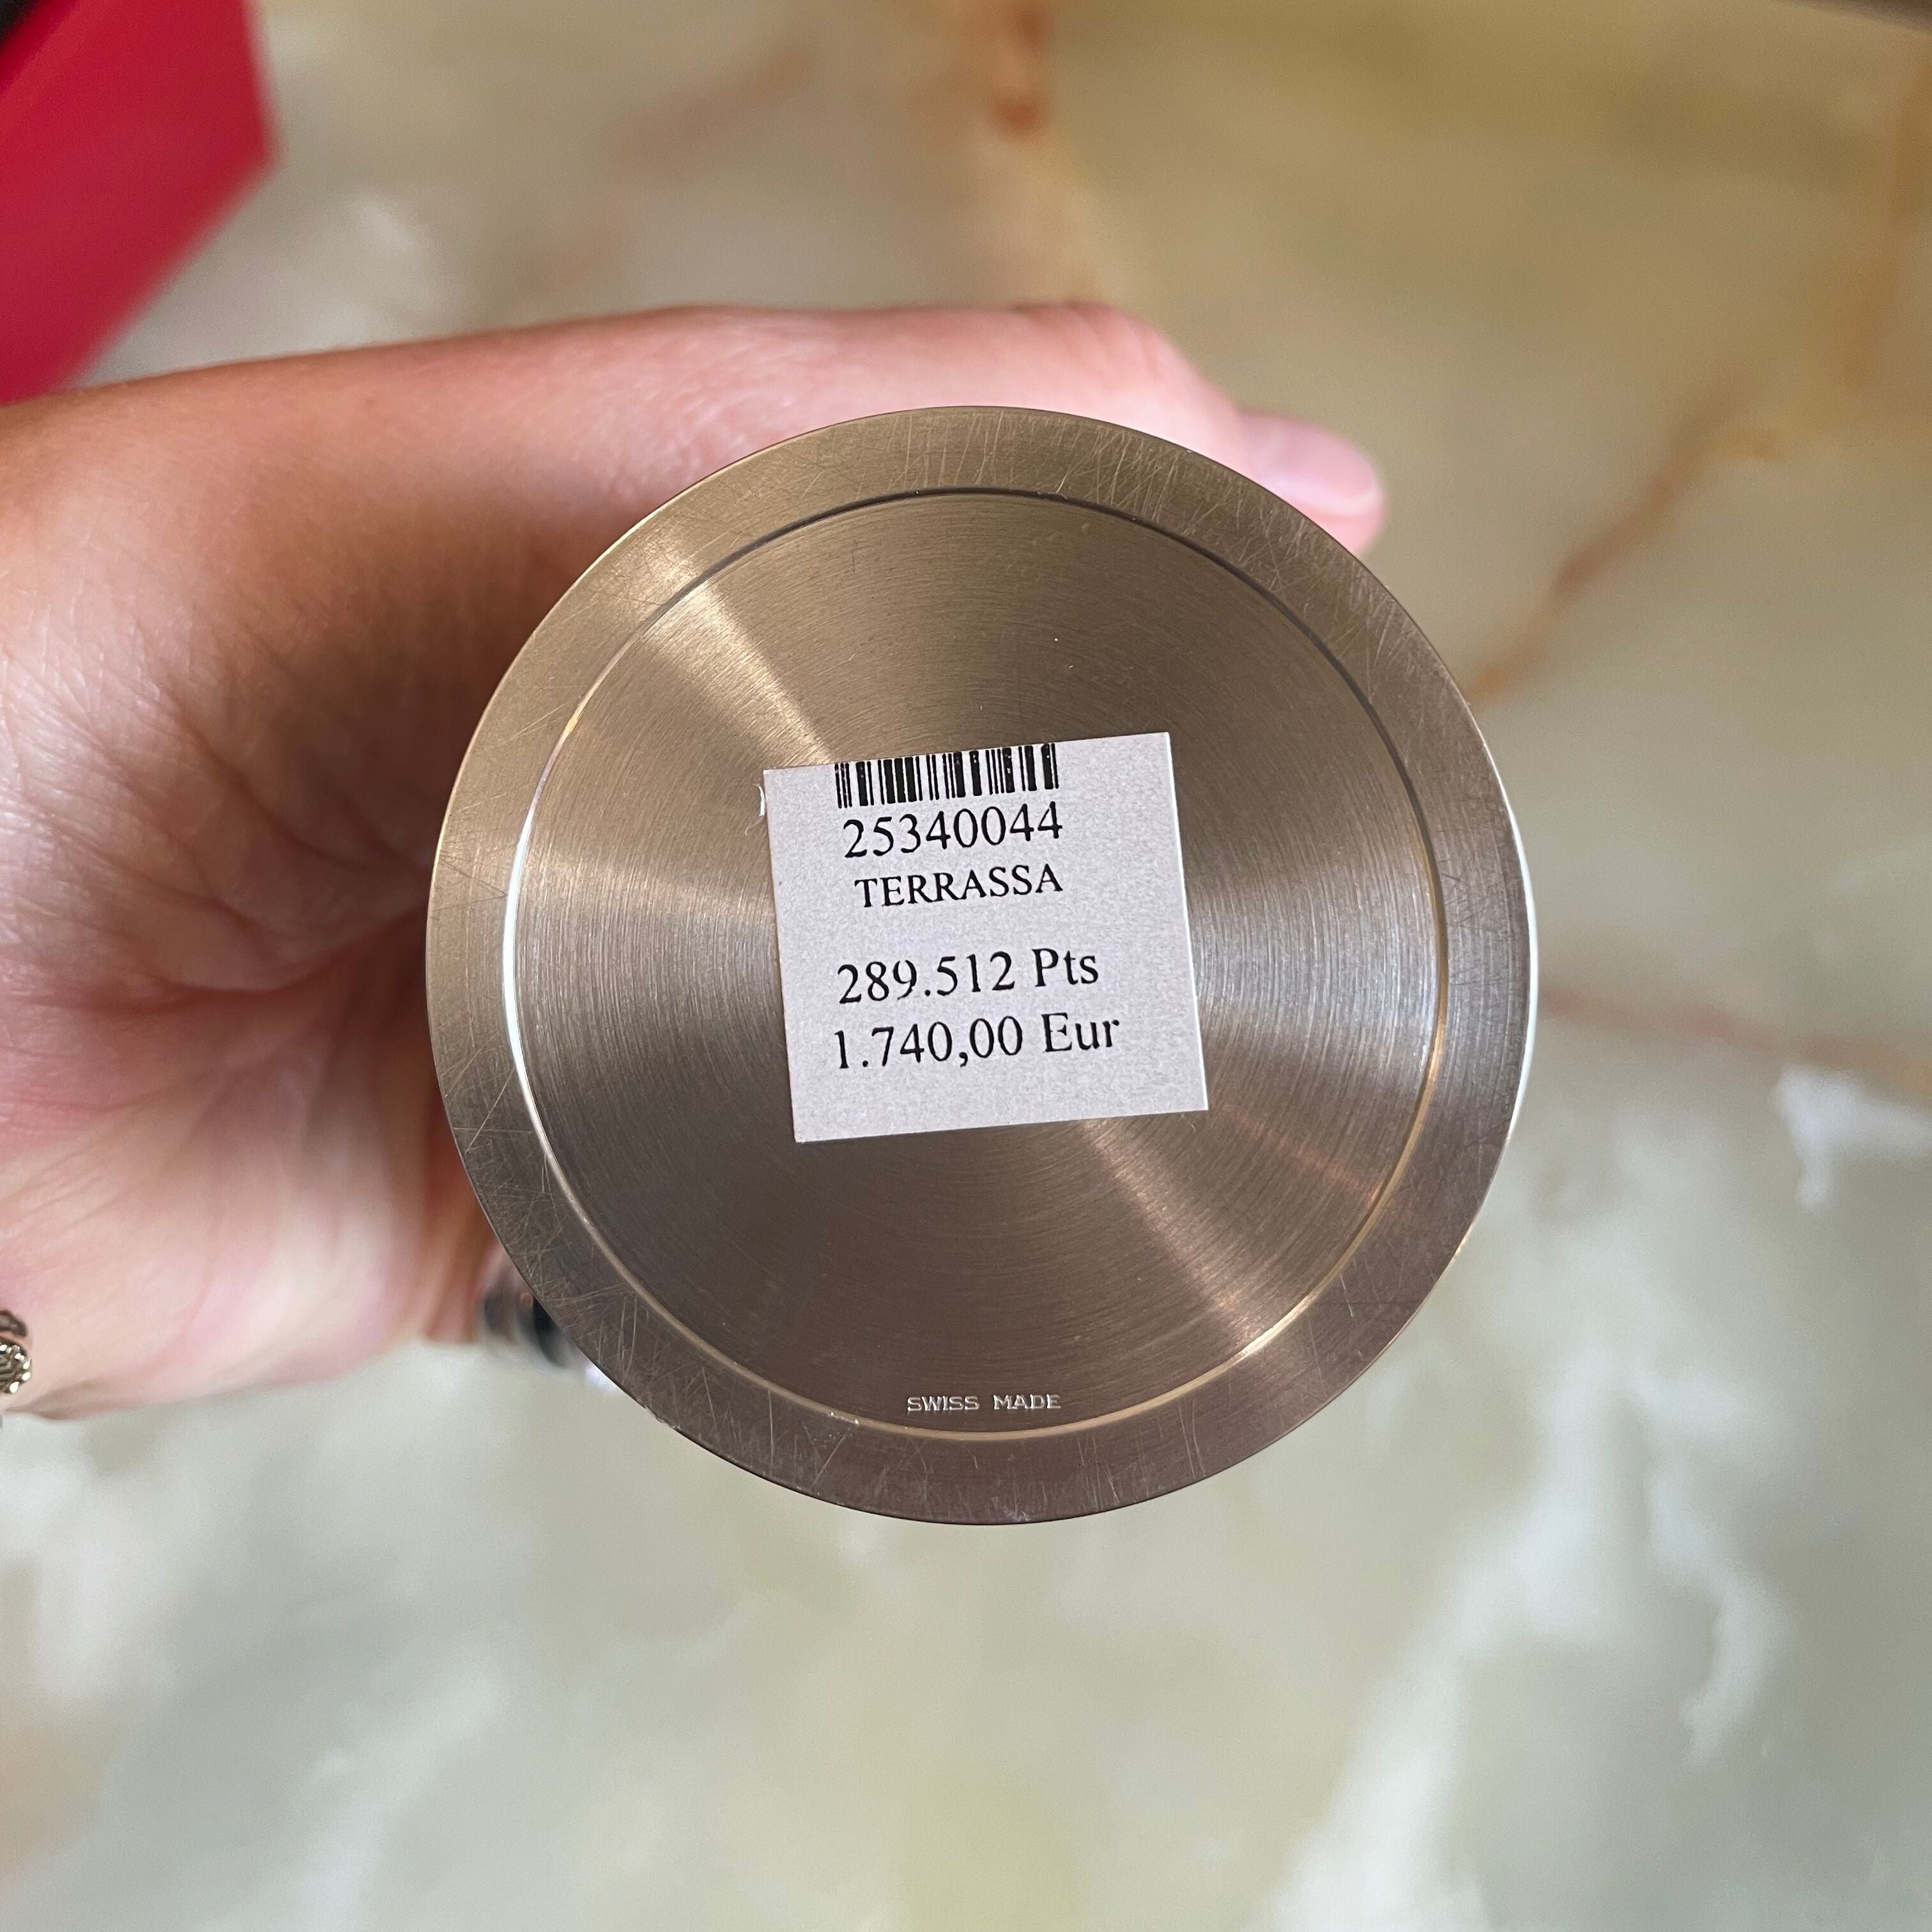 25340044
TERRASSA
289.512 Pts
1.740,00 Eur
SWISS MADE